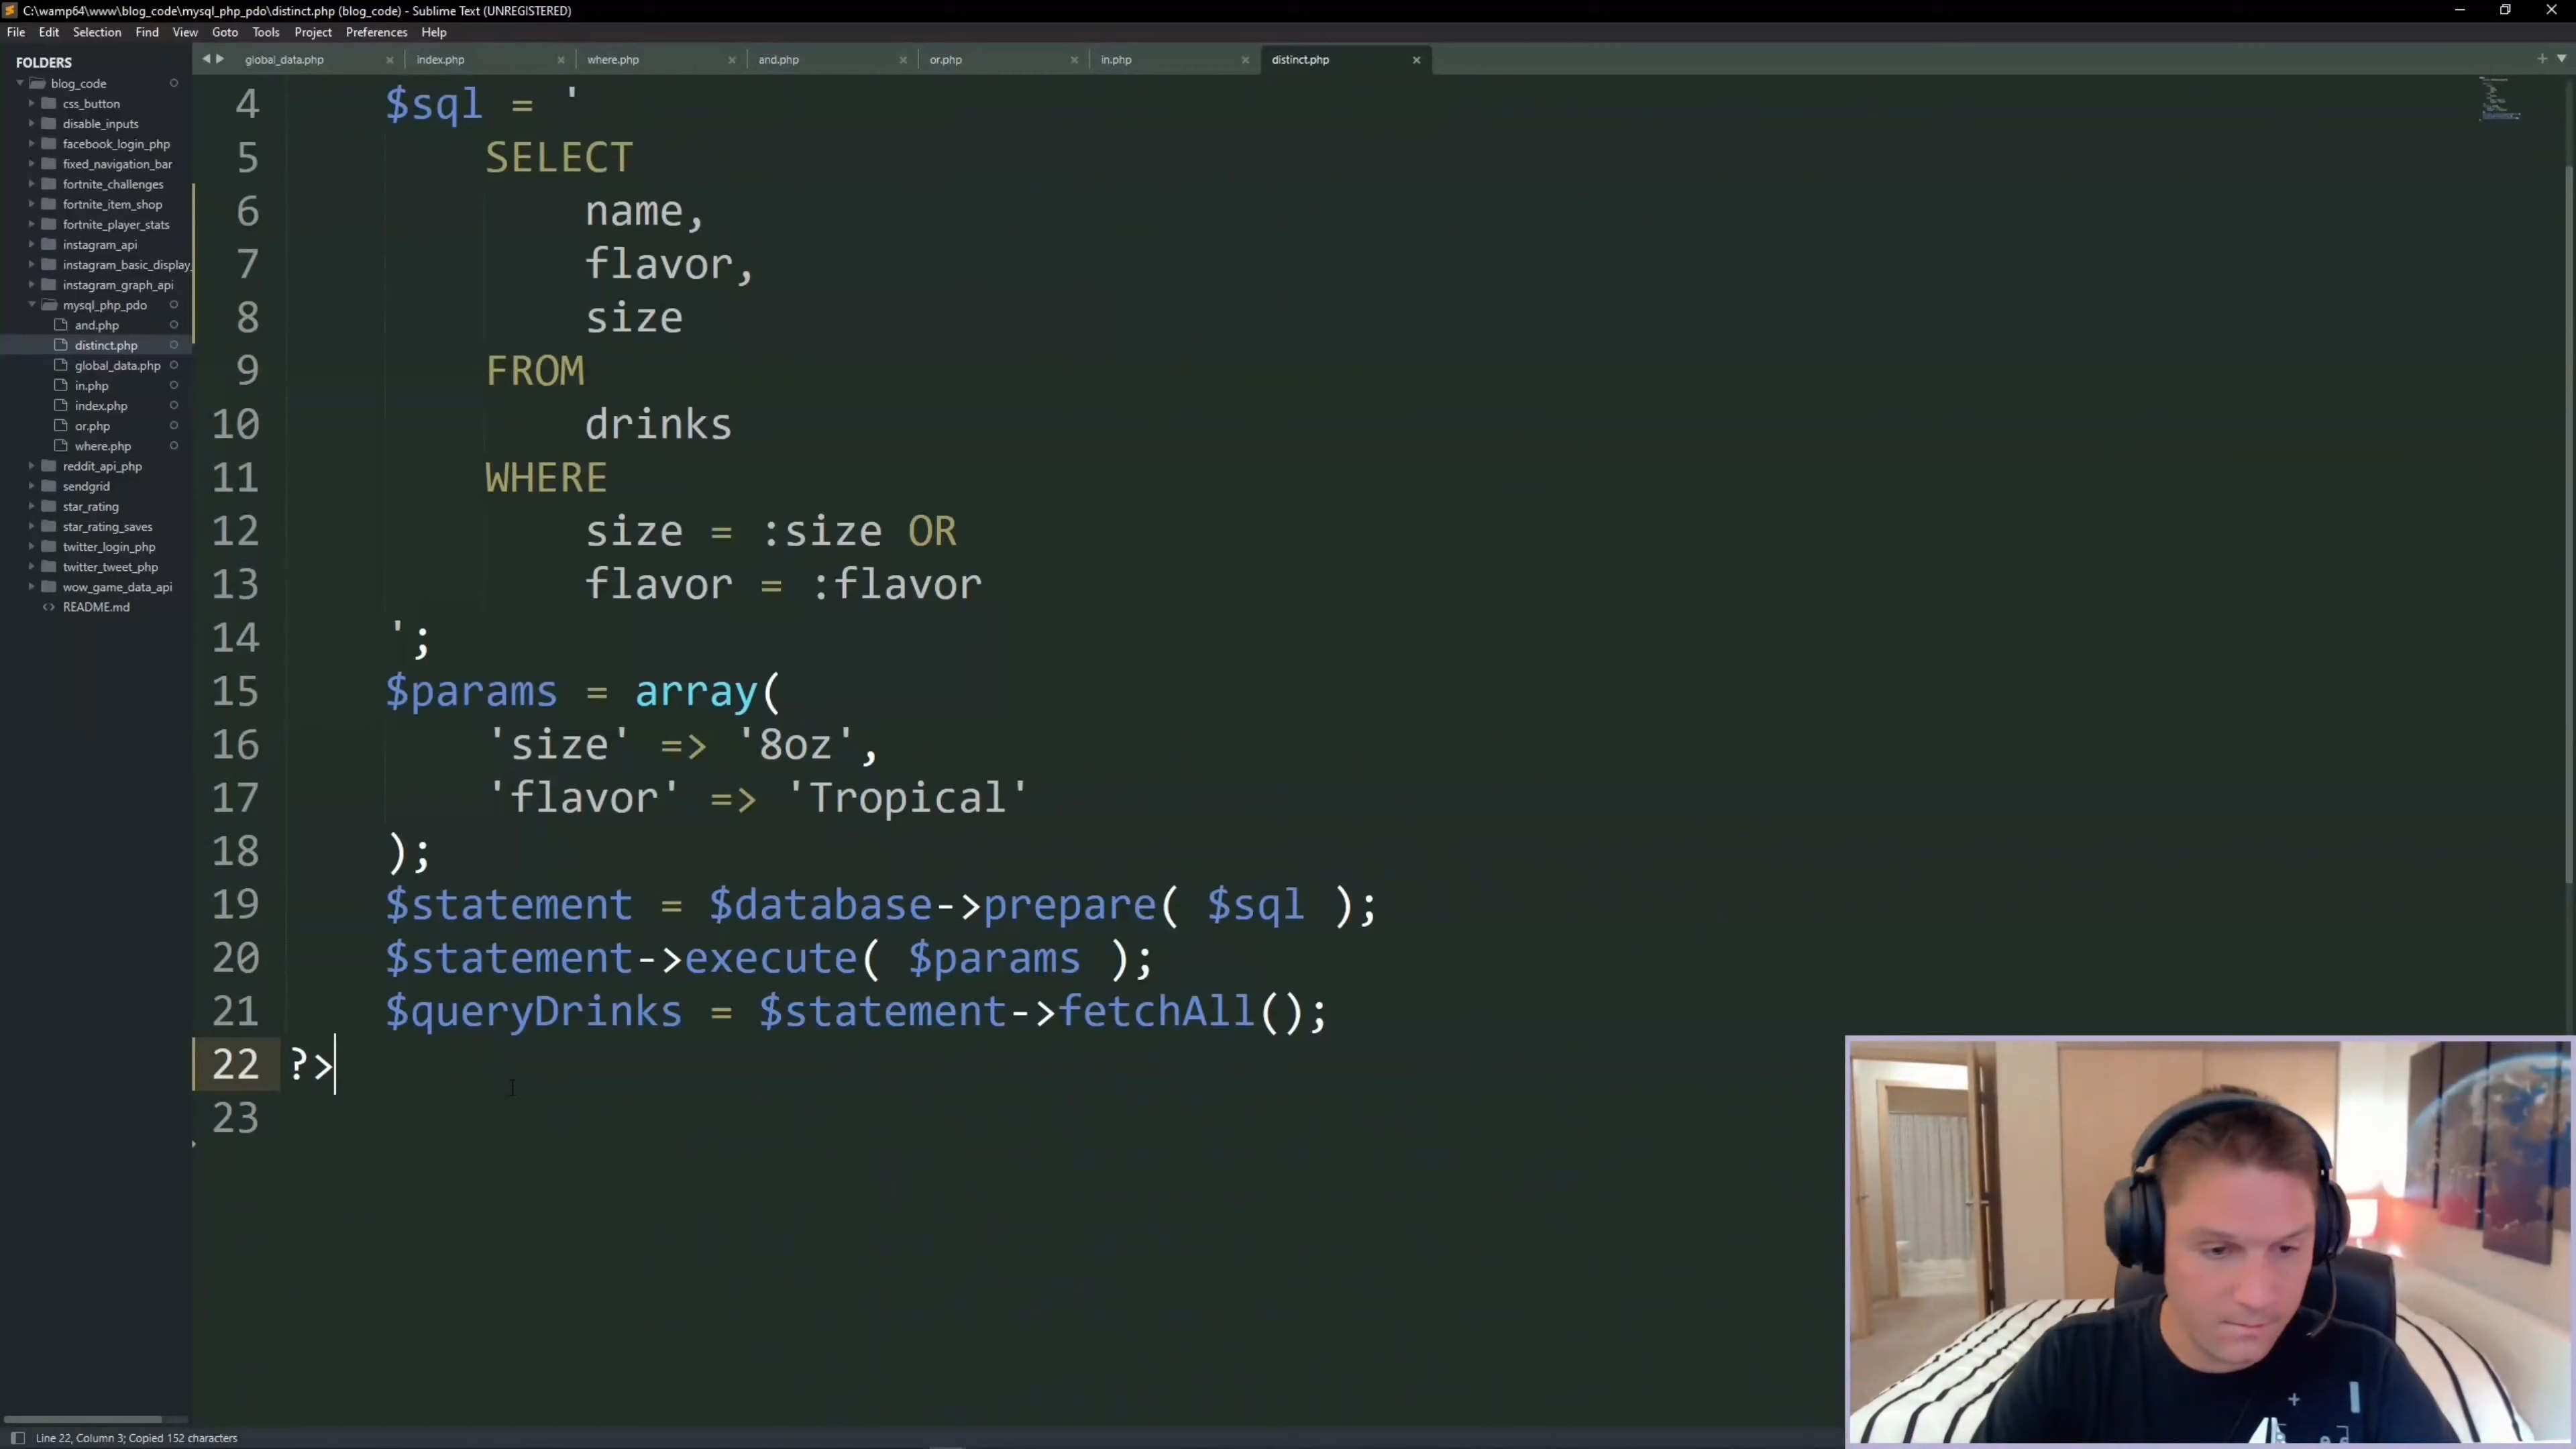 C:\wamp64\www\blog_code\mysql_php_pdo\distinct.php (blog_code) - Sublime Text (UNREGISTERED)
File Edit Selection Find View Goto Tools Project Preferences Help
FOLDERS
blog_code
css_button
disable_inputs
facebook_login_php
fixed_navigation_bar
fortnite_challenges
fortnite_item_shop
fortnite_player_stats
instagram_api
instagram_basic_display_
instagram_graph_api
mysql_php_pdo
and.php
distinct.php
global_data.php
in.php
index.php
or.php
where.php
reddit_api_php
sendgrid
star_rating
star_rating_saves
twitter_login_php
twitter_tweet_php
wow_game_data_api
<> README.md
global_data.php index.php where.php and.php or.php in.php distinct.php
4 $sql = '
5 SELECT
6 name,
7 flavor,
8 size
9 FROM
10 drinks
11 WHERE
12 size = :size OR
13 flavor = :flavor
14 ';
15 $params = array(
16 'size' => '8oz',
17 'flavor' => 'Tropical'
18 );
19 $statement = $database->prepare( $sql );
20 $statement->execute( $params );
21 $queryDrinks = $statement->fetchAll();
22 ?>
23
Line 22, Column 3; Copied 152 characters